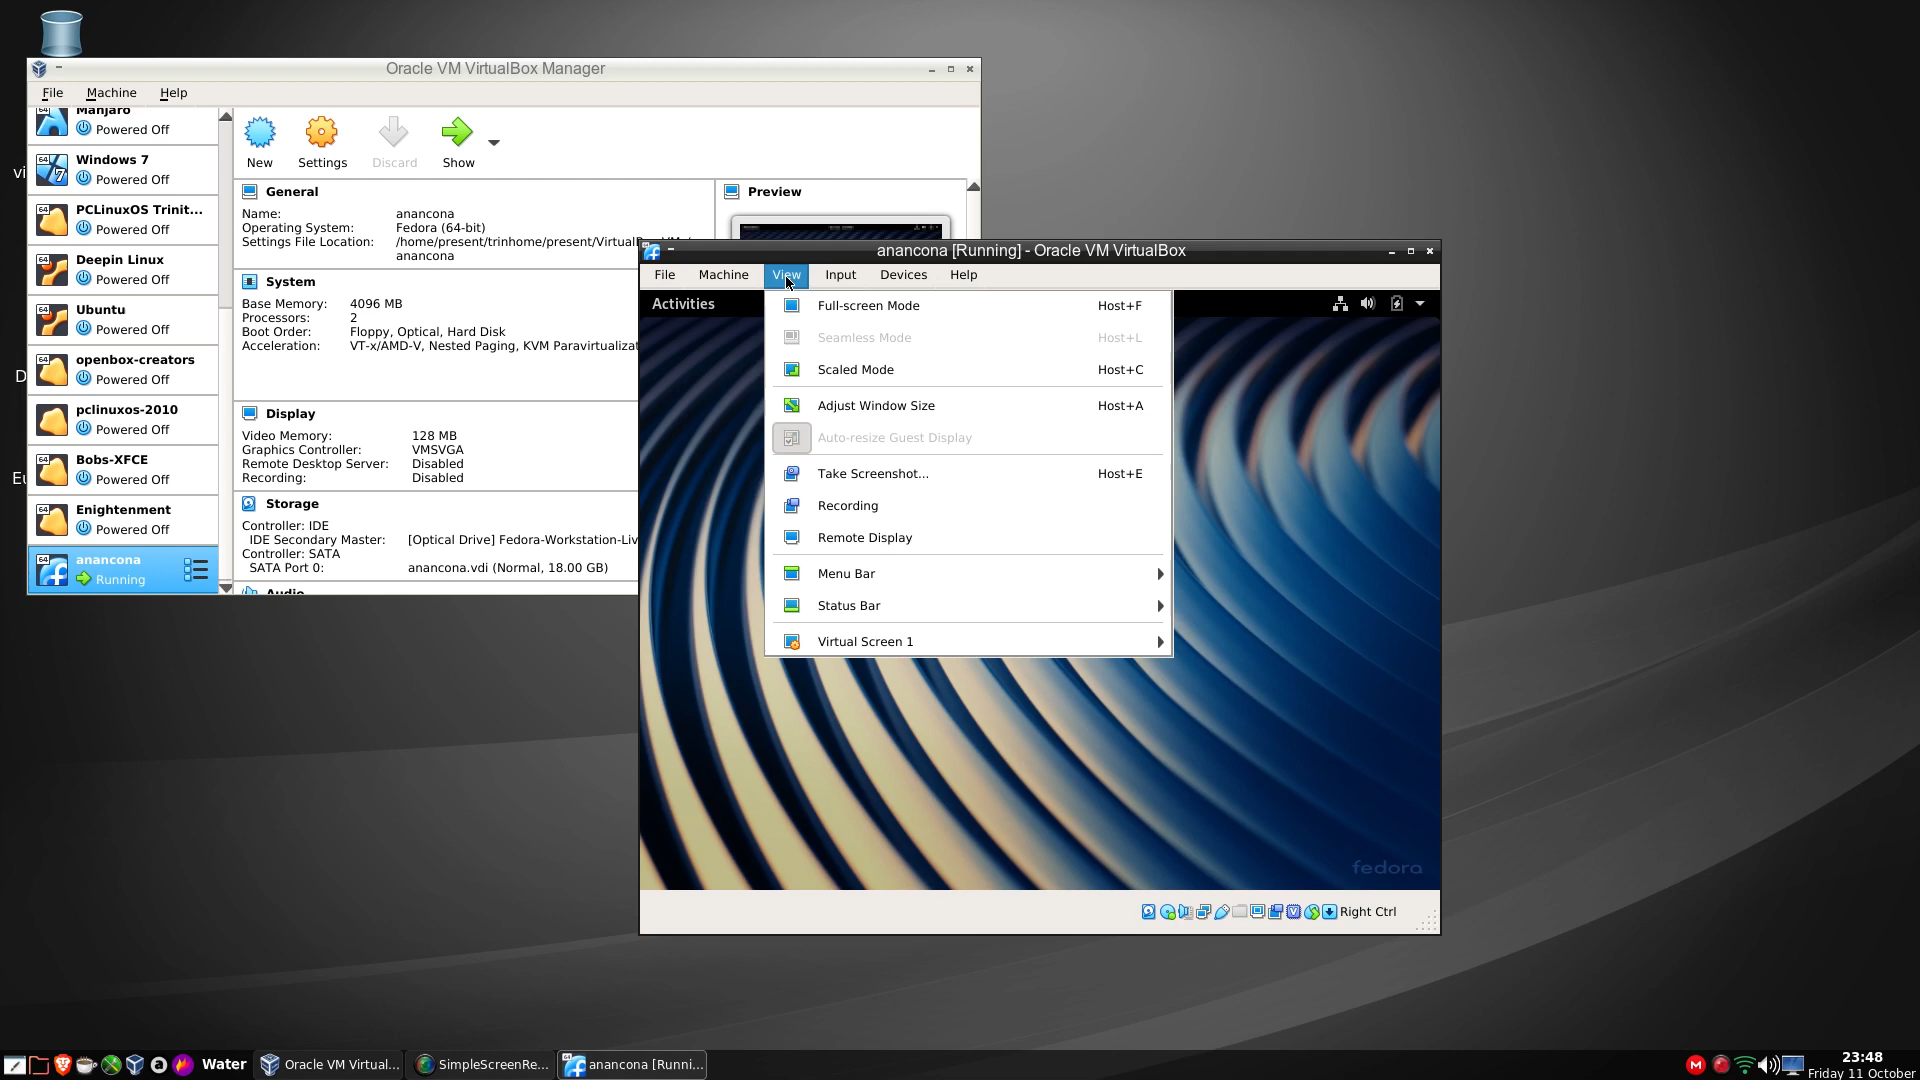 Oracle VM VirtualBox Manager
File Machine Help
Manjaro
Powered Off
Windows 7
Powered Off
PCLinuxOS Trinit...
Powered Off
Deepin Linux
Powered Off
Ubuntu
Powered Off
openbox-creators
Powered Off
pclinuxos-2010
Powered Off
Bobs-XFCE
Powered Off
Enightenment
Powered Off
anancona
Running
New Settings Discard Show
General
Name: anancona
Operating System: Fedora (64-bit)
Settings File Location: /home/present/trinhome/present/VirtualBox VMs/
anancona
System
Base Memory: 4096 MB
Processors: 2
Boot Order: Floppy, Optical, Hard Disk
Acceleration: VT-x/AMD-V, Nested Paging, KVM Paravirtualizat
Display
Video Memory: 128 MB
Graphics Controller: VMSVGA
Remote Desktop Server: Disabled
Recording: Disabled
Storage
Controller: IDE
IDE Secondary Master: [Optical Drive] Fedora-Workstation-Liv
Controller: SATA
SATA Port 0: anancona.vdi (Normal, 18.00 GB)
Audio
Preview
anancona [Running] - Oracle VM VirtualBox
File Machine View Input Devices Help
Activities
Full-screen Mode Host+F
Seamless Mode Host+L
Scaled Mode Host+C
Adjust Window Size Host+A
Auto-resize Guest Display
Take Screenshot... Host+E
Recording
Remote Display
Menu Bar
Status Bar
Virtual Screen 1
fedora
Right Ctrl
vi
D
Eu
Water
Oracle VM Virtual...
SimpleScreenRe...
anancona [Runni...
23:48
Friday 11 October